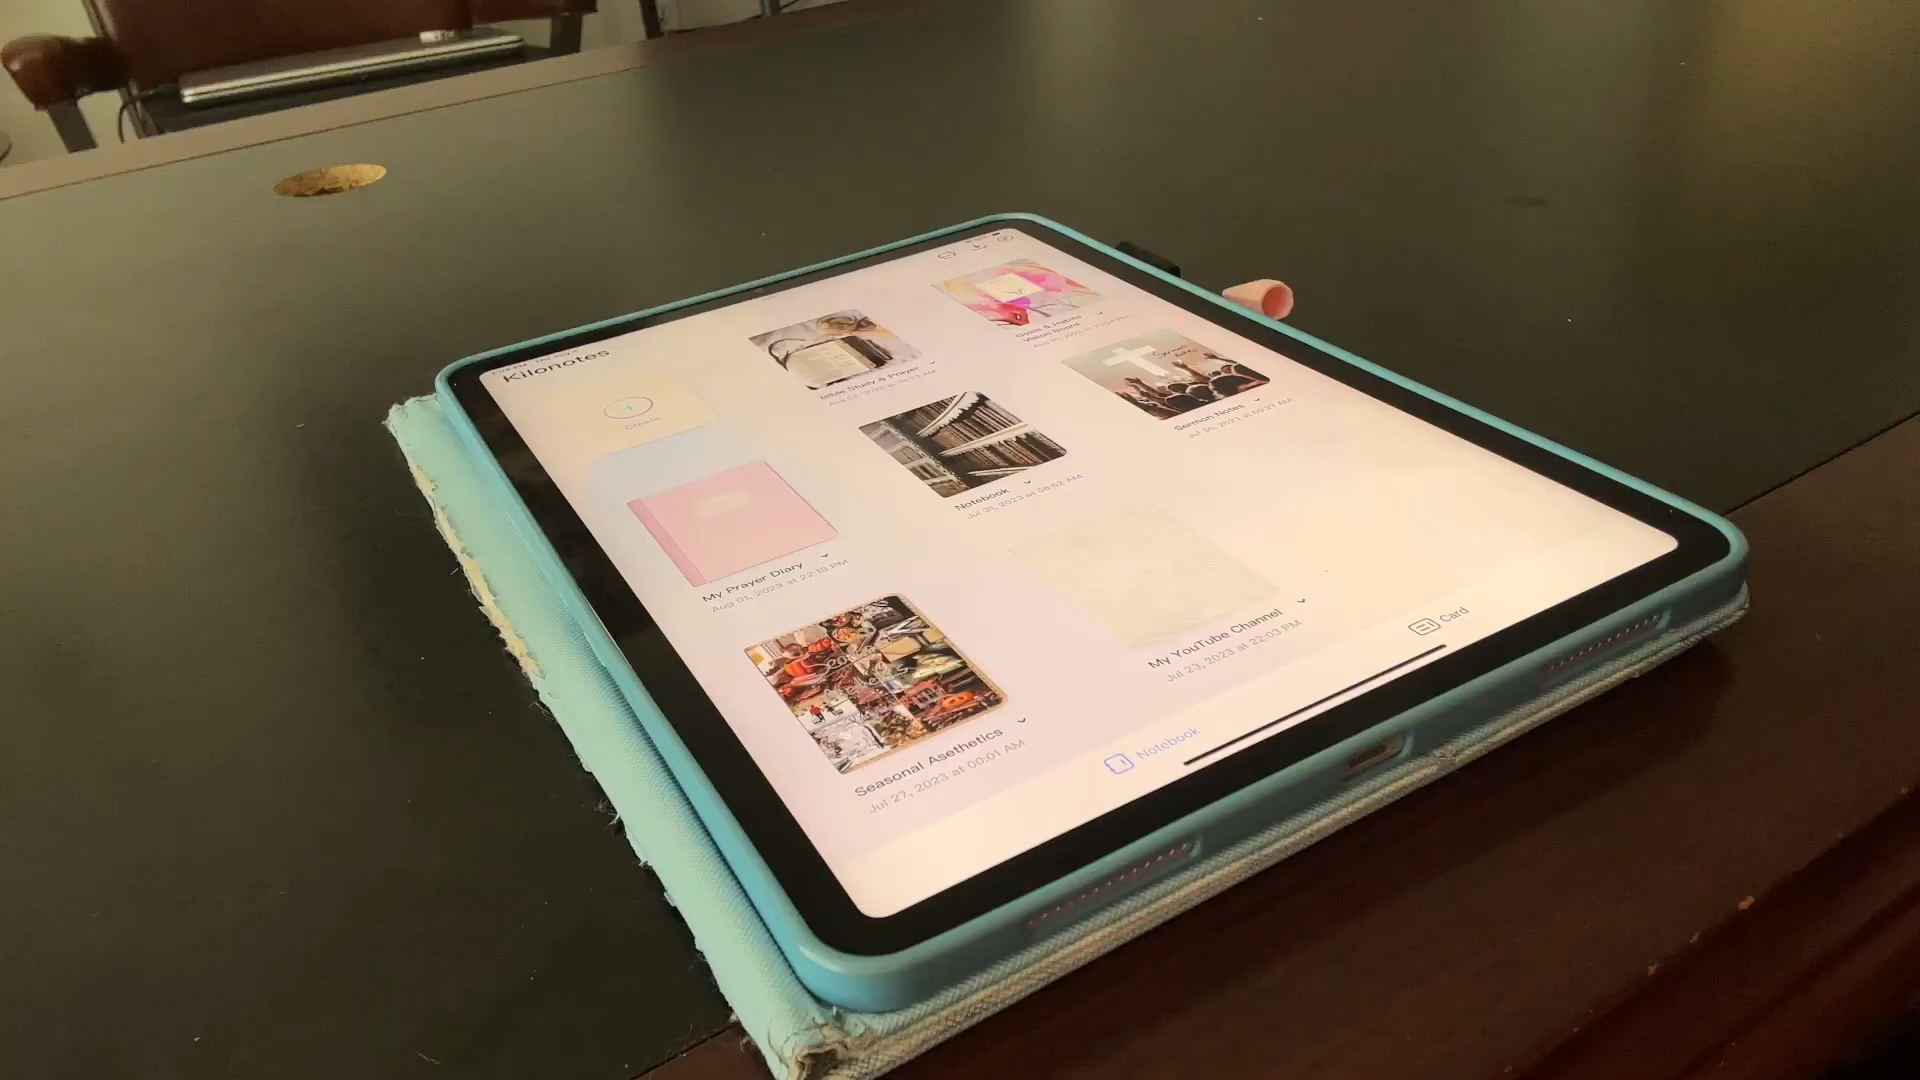 Kilonotes
Create
Bible Study & Prayer
Goals & Habits
Vision Board
My Prayer Diary
Aug 01, 2023 at 22:18 PM
Notebook
Jul 31, 2023 at 08:52 AM
Sermon Notes
Jul 30, 2023 at 09:27 AM
Seasonal Asethetics
Jul 27, 2023 at 00:01 AM
My YouTube Channel
Jul 23, 2023 at 22:03 PM
Notebook
Card